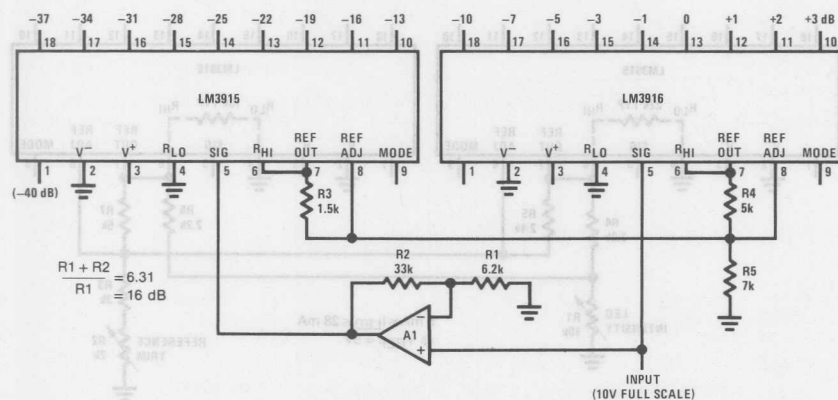 −37 −34 −31 −28 −25 −22 −19 −16 −13
18 17 16 15 14 13 12 11 10
LM3915
V− V+ RLO SIG RHI REF OUT REF ADJ MODE
1 2 3 4 5 6 7 8 9
(−40 dB)
−10 −7 −5 −3 −1 0 +1 +2 +3 dB
18 17 16 15 14 13 12 11 10
LM3916
V− V+ RLO SIG RHI REF OUT REF ADJ MODE
1 2 3 4 5 6 7 8 9
R3
1.5k
R4
5k
R5
7k
R2
33k
R1
6.2k
R1 + R2
R1
= 6.31
= 16 dB
A1
−
+
INPUT
(10V FULL SCALE)